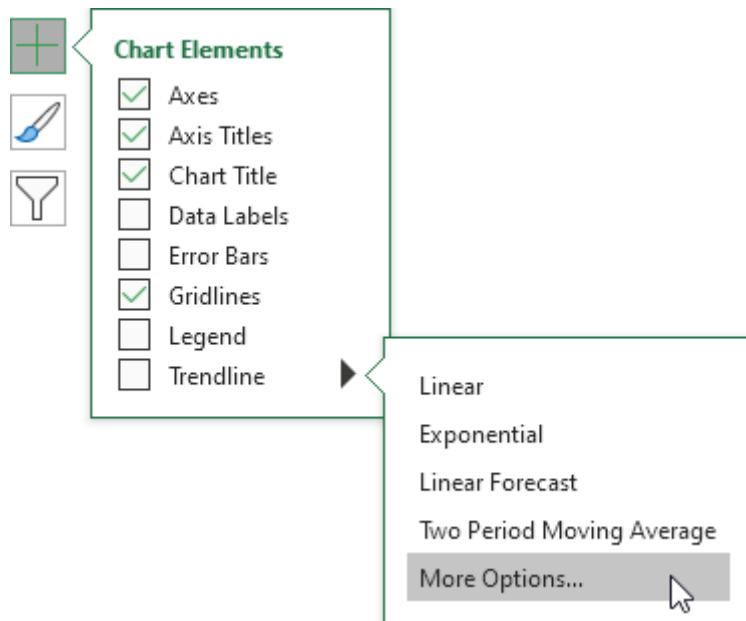 Chart Elements
Axes
Axis Titles
Chart Title
Data Labels
Error Bars
Gridlines
Legend
Trendline
Linear
Exponential
Linear Forecast
Two Period Moving Average
More Options...